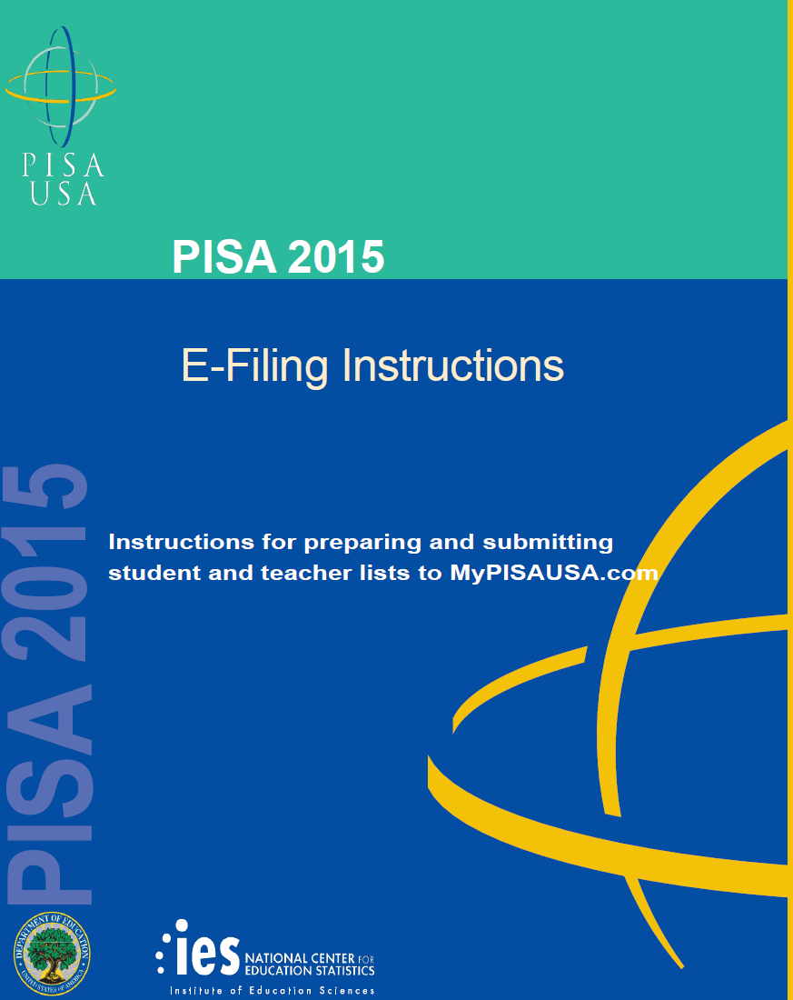 PISA
USA
PISA 2015
E-Filing Instructions
Instructions for preparing and submitting
student and teacher lists to MyPISAUSA.com
PISA 2015
DEPARTMENT OF EDUCATION
UNITED STATES OF AMERICA
ies NATIONAL CENTER FOR
EDUCATION STATISTICS
Institute of Education Sciences